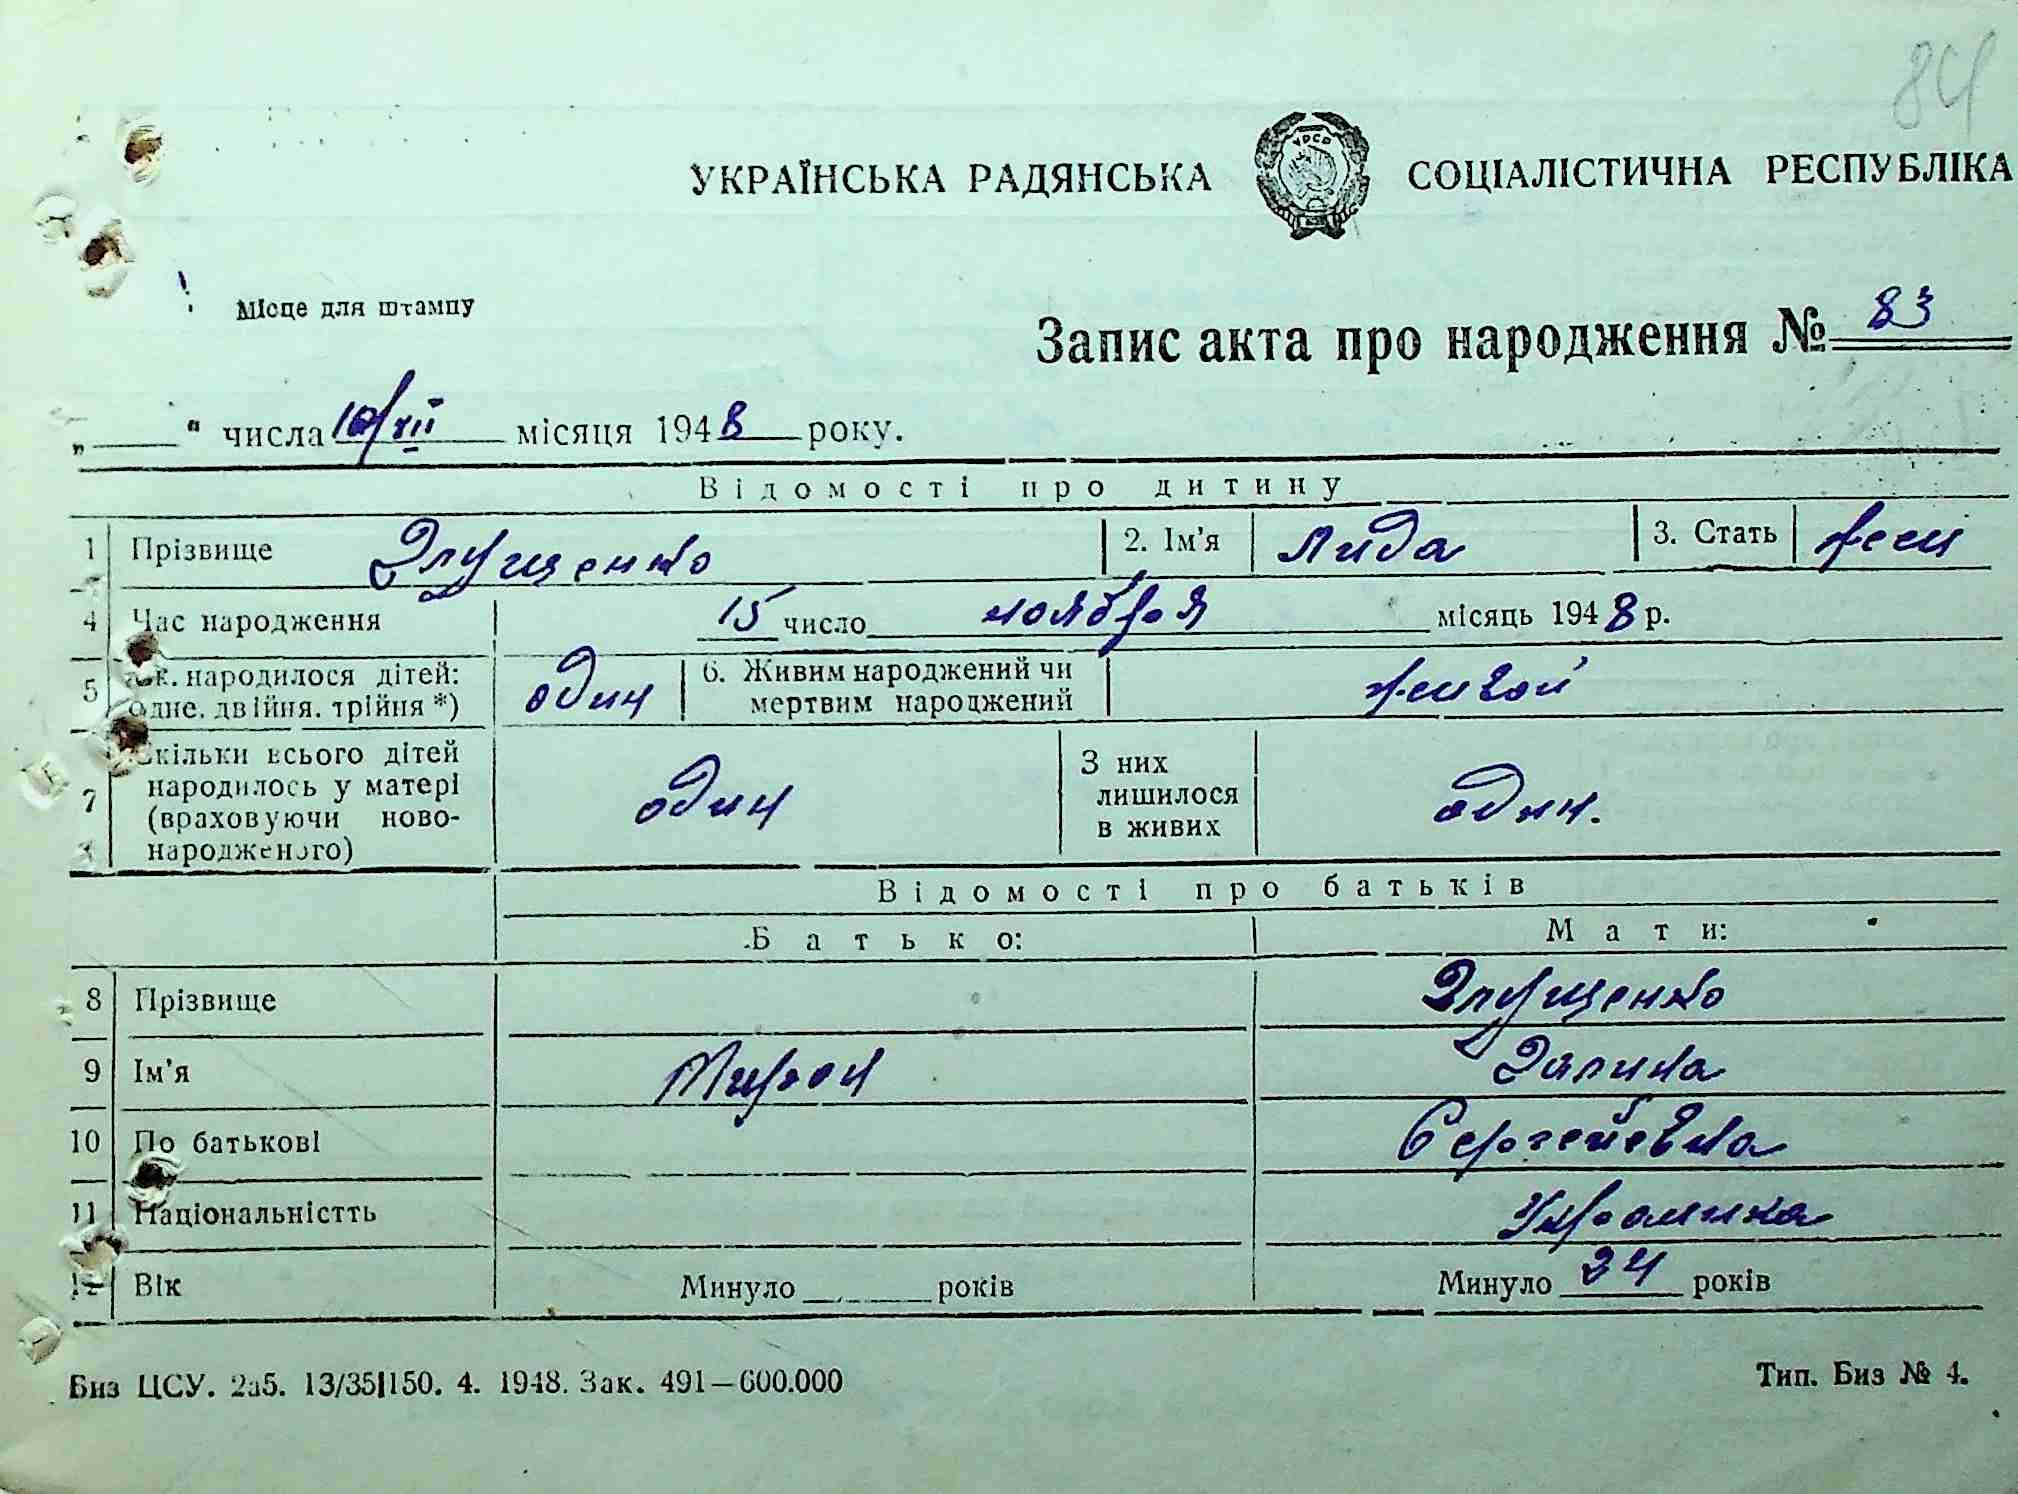 84
УКРАЇНСЬКА РАДЯНСЬКА СОЦІАЛІСТИЧНА РЕСПУБЛІКА
Місце для штампу
Запис акта про народження № 83
„ " числа 10/XII місяця 1948 року.
Відомості про дитину
1 Прізвище Глущенко 2. Ім'я Лида 3. Стать жен
4 Час народження 15 число ноября місяць 1948 р.
5 народилося дітей: один 6. Живим народжений чи живой
двійня, трійня *) мертвим народжений
7 Скільки всього дітей народилось у матері (враховуючи ново-народженого) один З них лишилося в живих один.
Відомості про батьків
Батько: Мати:
8 Прізвище Глущенко
9 Ім'я Мирон Галина
10 По батькові Сергеевна
11 Національністть Украинка
12 Вік Минуло років Минуло 24 років
Биз ЦСУ. 2а5. 13/35|150. 4. 1948. Зак. 491—600.000 Тип. Биз № 4.